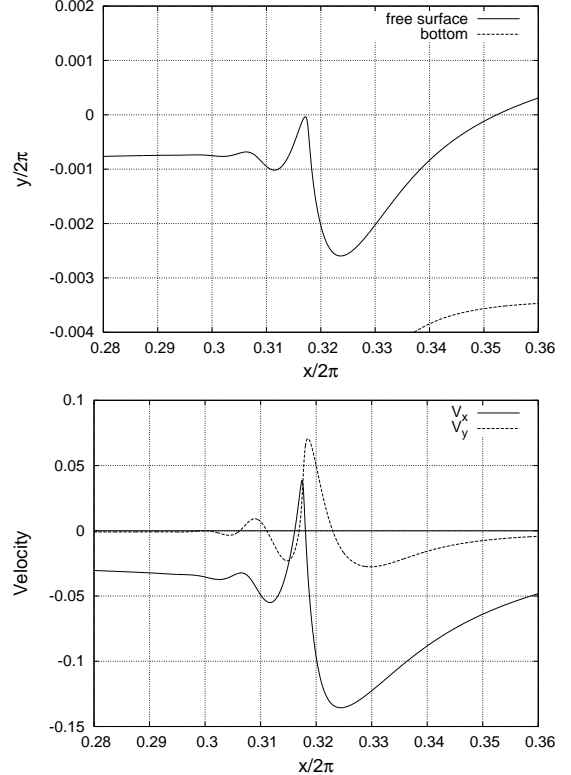 0.002
free surface
bottom
0.001
0
-0.001
-0.002
-0.003
-0.004
y/2π
0.28 0.29 0.3 0.31 0.32 0.33 0.34 0.35 0.36
x/2π
0.1
V_x
V_y
0.05
0
-0.05
-0.1
-0.15
Velocity
0.28 0.29 0.3 0.31 0.32 0.33 0.34 0.35 0.36
x/2π